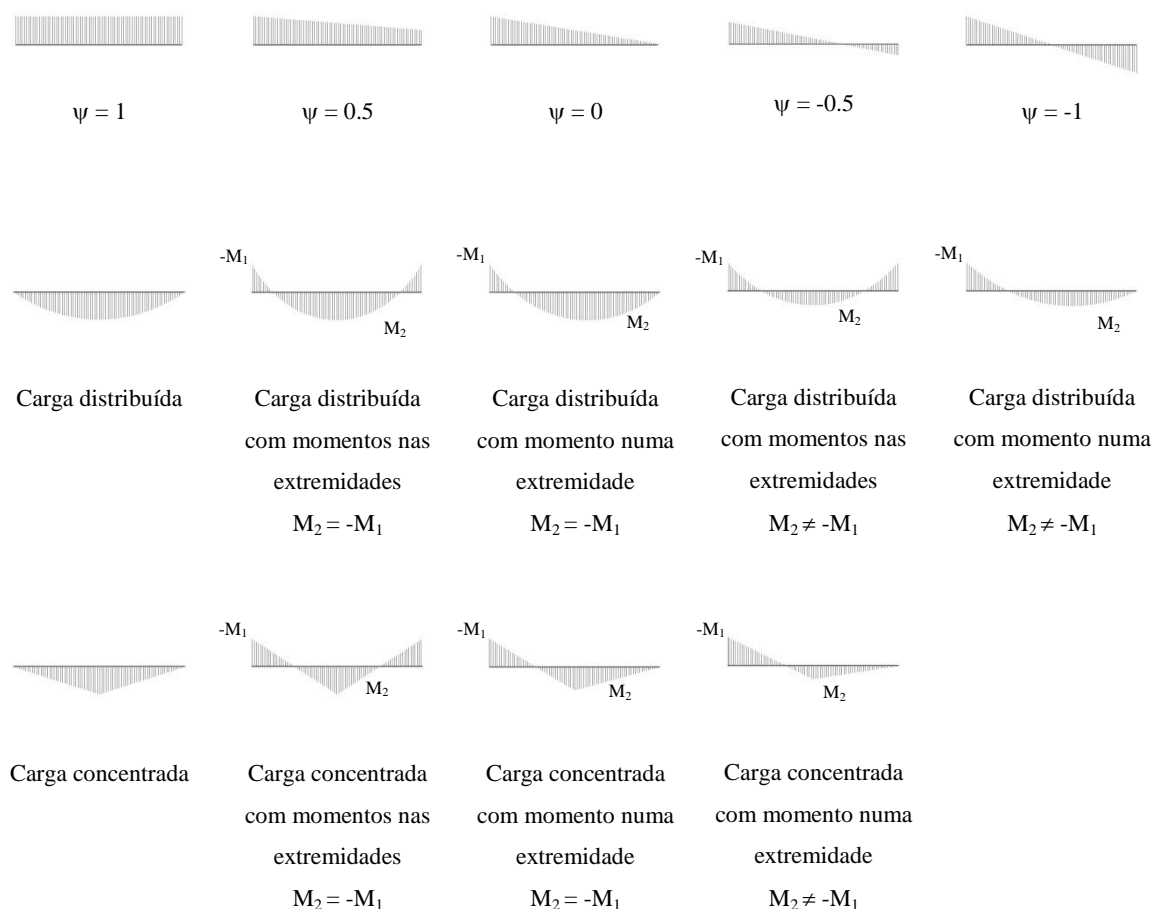 ψ = 1
ψ = 0.5
ψ = 0
ψ = -0.5
ψ = -1
-M₁
M₂
-M₁
M₂
-M₁
M₂
-M₁
M₂
Carga distribuída
Carga distribuída
com momentos nas
extremidades
M₂ = -M₁
Carga distribuída
com momento numa
extremidade
M₂ = -M₁
Carga distribuída
com momentos nas
extremidades
M₂ ≠ -M₁
Carga distribuída
com momento numa
extremidade
M₂ ≠ -M₁
-M₁
M₂
-M₁
M₂
-M₁
M₂
Carga concentrada
Carga concentrada
com momentos nas
extremidades
M₂ = -M₁
Carga concentrada
com momento numa
extremidade
M₂ = -M₁
Carga concentrada
com momento numa
extremidade
M₂ ≠ -M₁